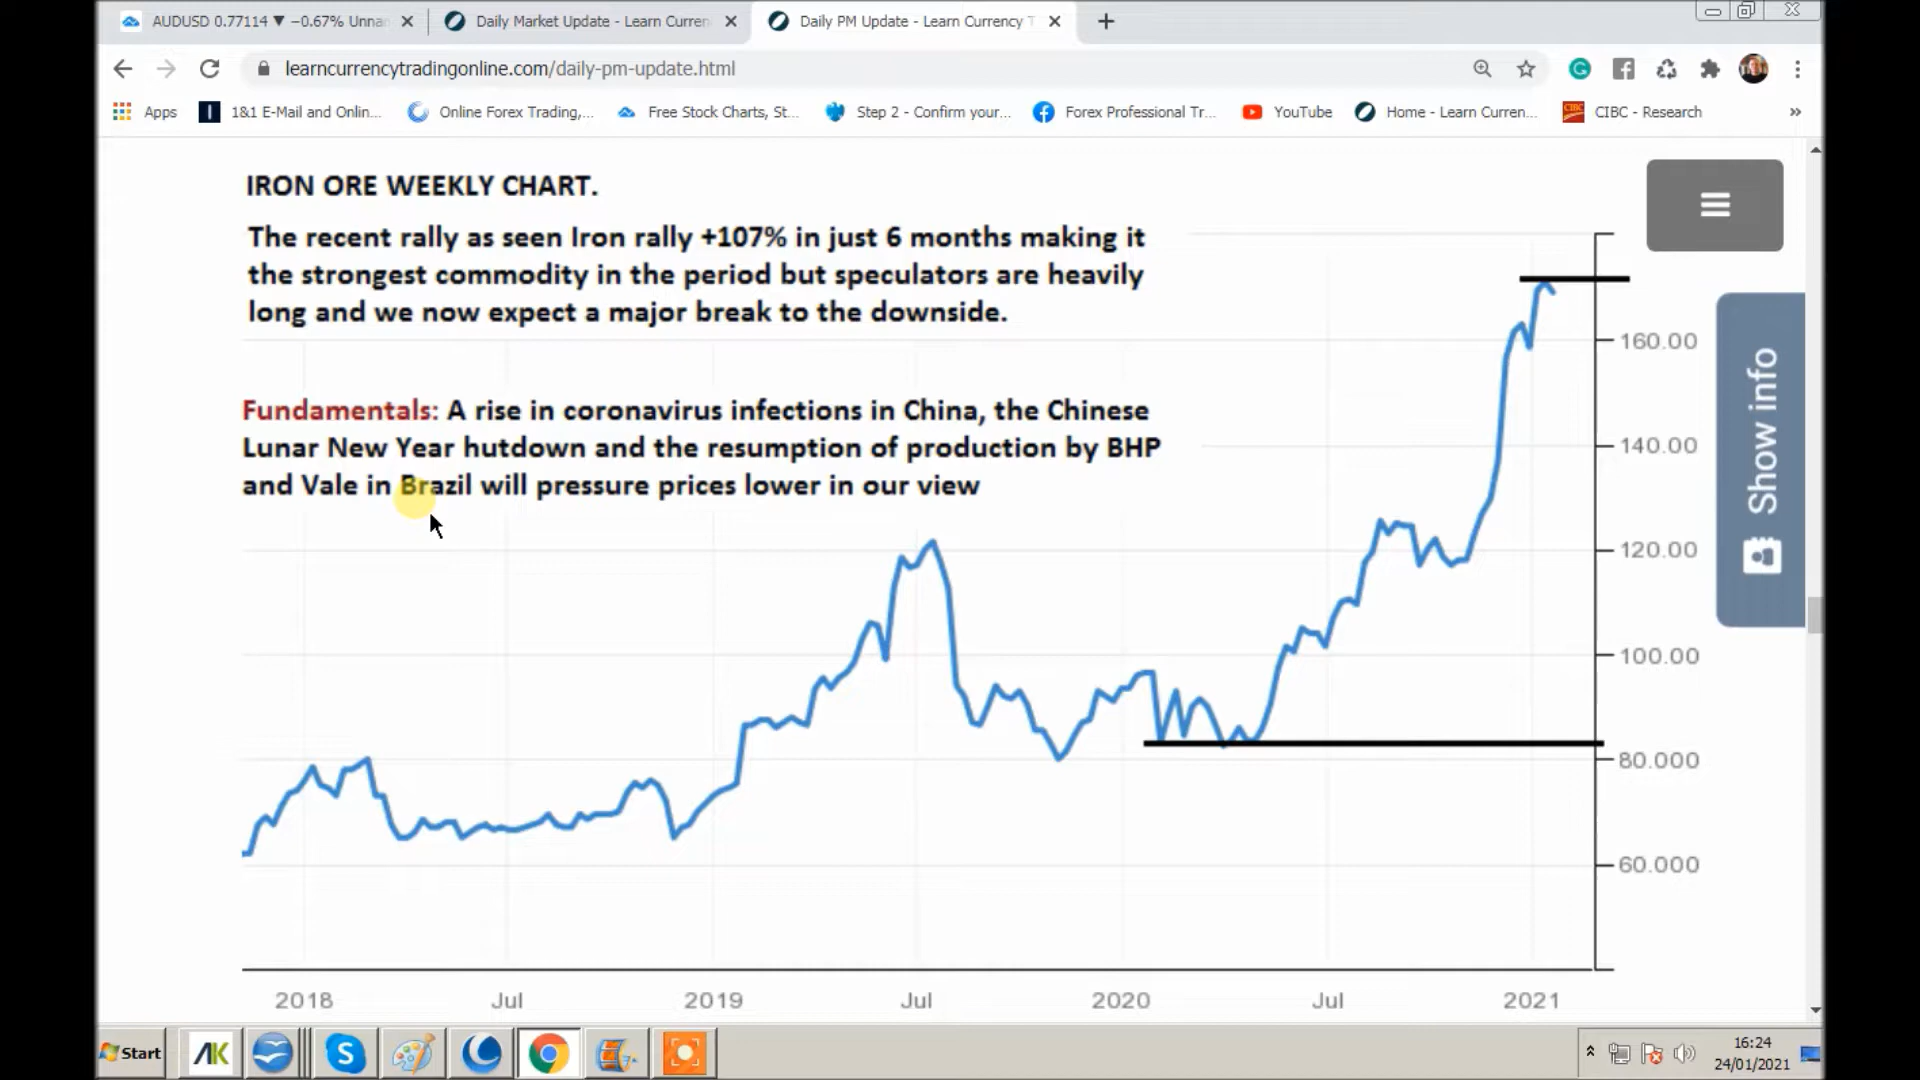 AUDUSD 0.77114 ▼ −0.67% Unnan
Daily Market Update - Learn Curren
Daily PM Update - Learn Currency T
learncurrencytradingonline.com/daily-pm-update.html
Apps
1&1 E-Mail and Onlin...
Online Forex Trading,...
Free Stock Charts, St...
Step 2 - Confirm your...
Forex Professional Tr...
YouTube
Home - Learn Curren...
CIBC
CIBC - Research
IRON ORE WEEKLY CHART.
The recent rally as seen Iron rally +107% in just 6 months making it
the strongest commodity in the period but speculators are heavily
long and we now expect a major break to the downside.
Fundamentals: A rise in coronavirus infections in China, the Chinese
Lunar New Year hutdown and the resumption of production by BHP
and Vale in Brazil will pressure prices lower in our view
Show info
160.00
140.00
120.00
100.00
80.000
60.000
2018
Jul
2019
Jul
2020
Jul
2021
Start
16:24
24/01/2021